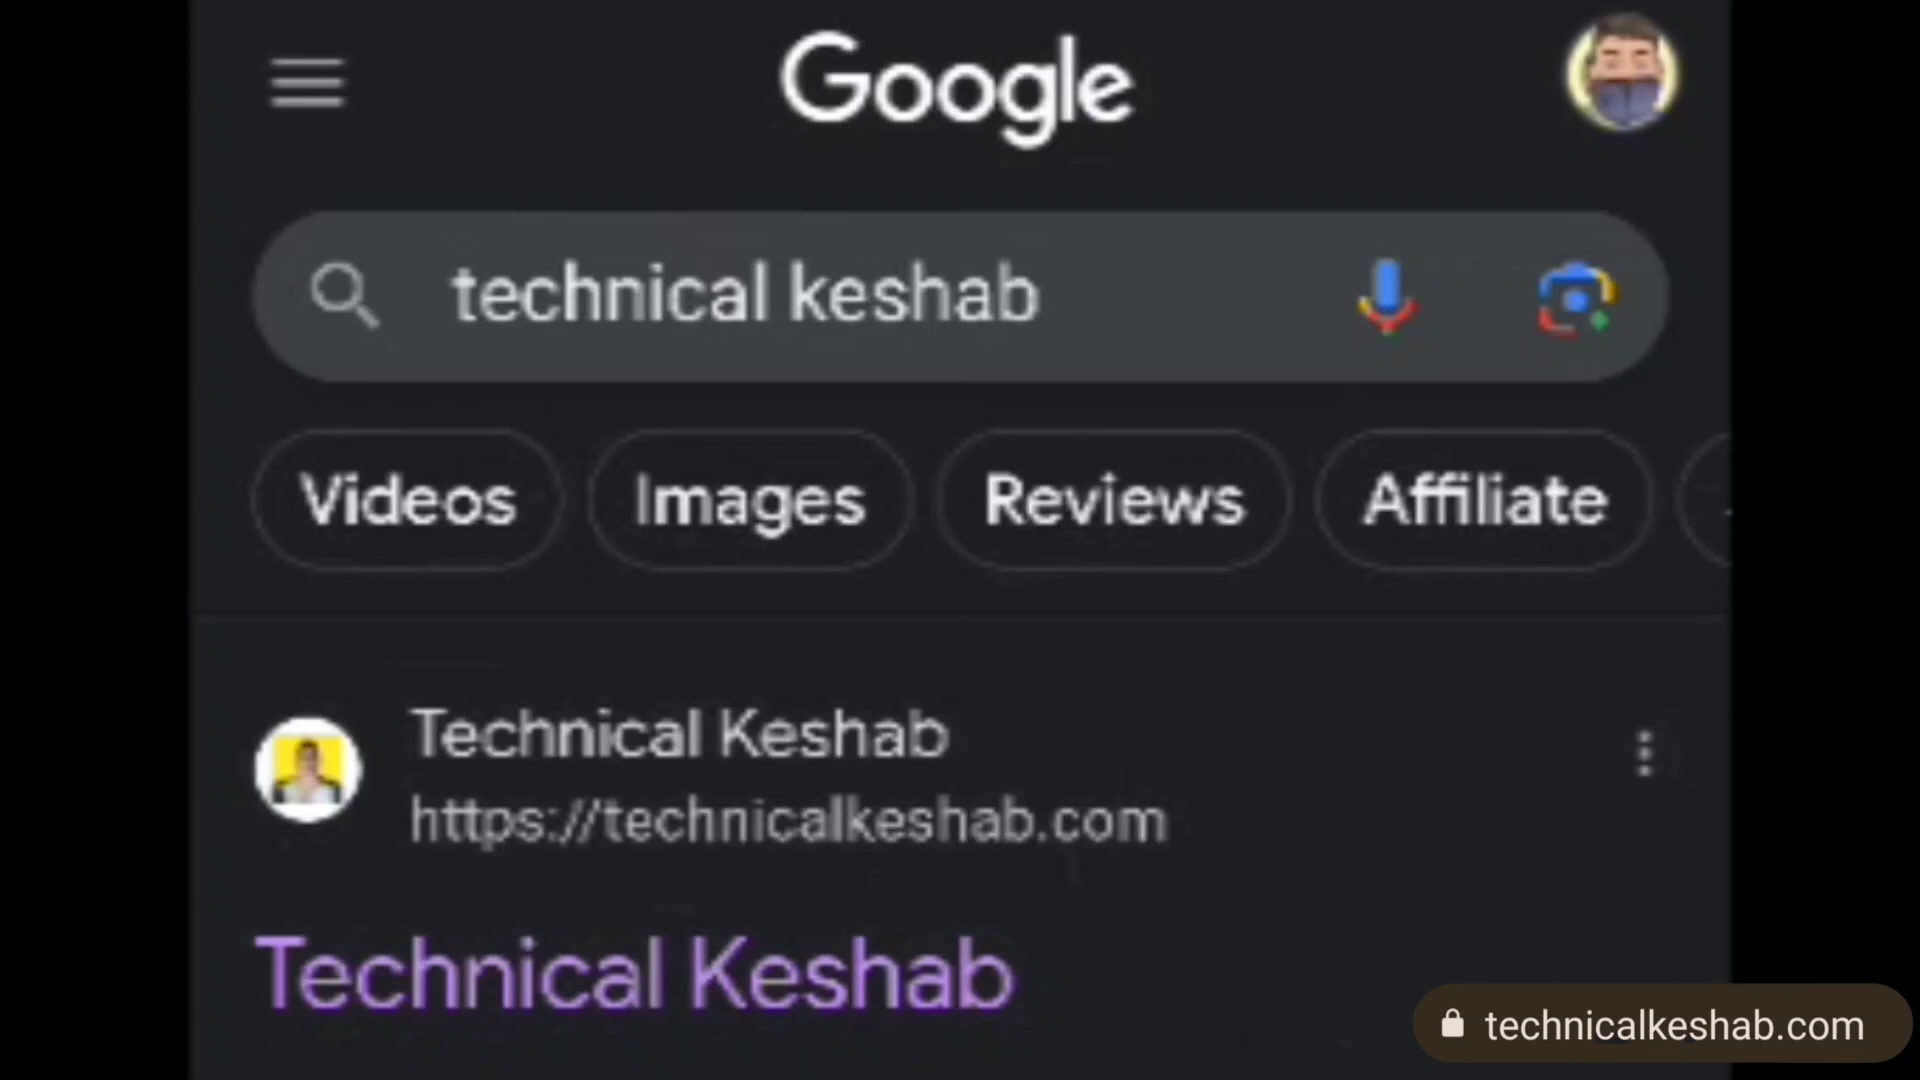 Google
technical keshab
Videos
Images
Reviews
Affiliate
Technical Keshab
https://technicalkeshab.com
Technical Keshab
technicalkeshab.com